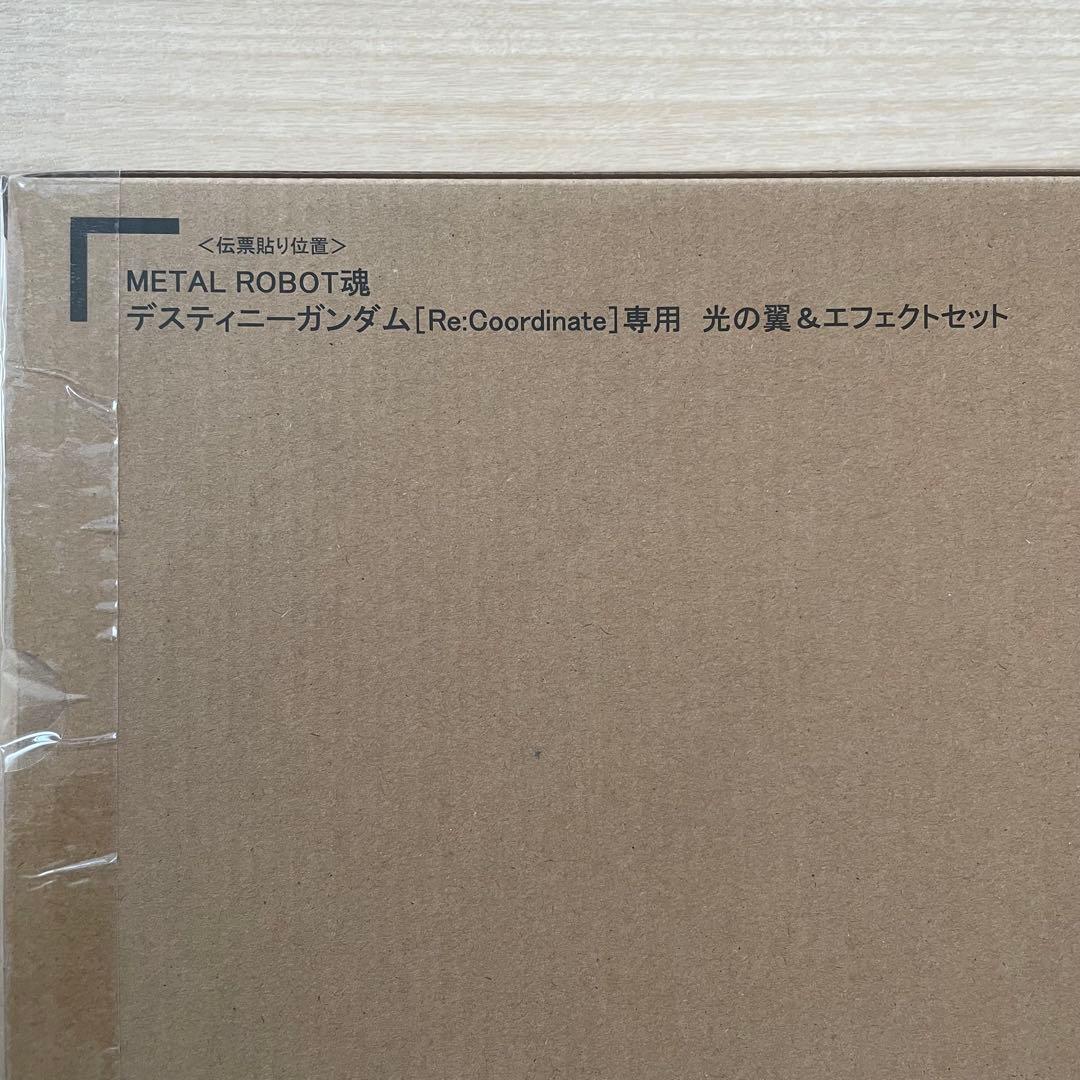 ＜伝票貼り位置＞
METAL ROBOT魂
デスティニーガンダム[Re:Coordinate]専用 光の翼＆エフェクトセット